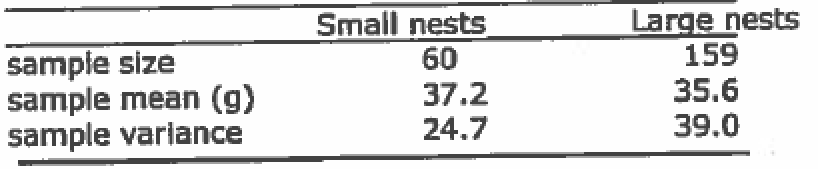 Small nests Large nests
sample size 60 159
sample mean (g) 37.2 35.6
sample variance 24.7 39.0